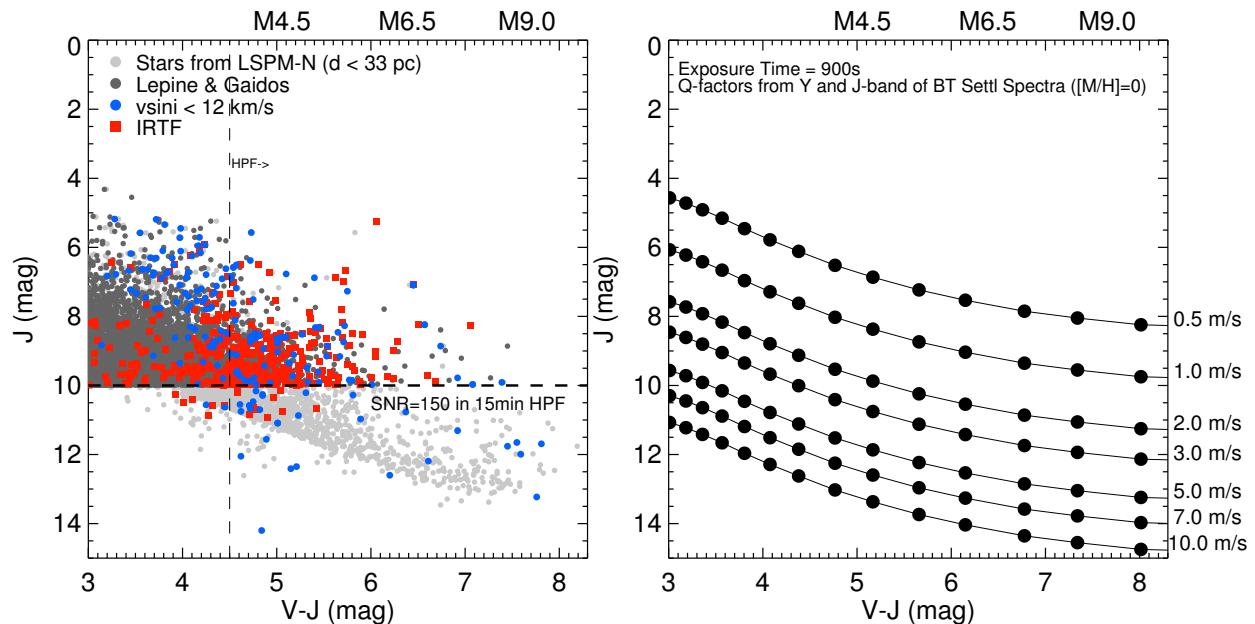 M4.5 M6.5 M9.0
0
2
4
6
8
10
12
14
J (mag)
Stars from LSPM-N (d < 33 pc)
Lepine & Gaidos
vsini < 12 km/s
IRTF
HPF->
SNR=150 in 15min HPF
3 4 5 6 7 8
V-J (mag)
M4.5 M6.5 M9.0
0
2
4
6
8
10
12
14
J (mag)
Exposure Time = 900s
Q-factors from Y and J-band of BT Settl Spectra ([M/H]=0)
0.5 m/s
1.0 m/s
2.0 m/s
3.0 m/s
5.0 m/s
7.0 m/s
10.0 m/s
3 4 5 6 7 8
V-J (mag)